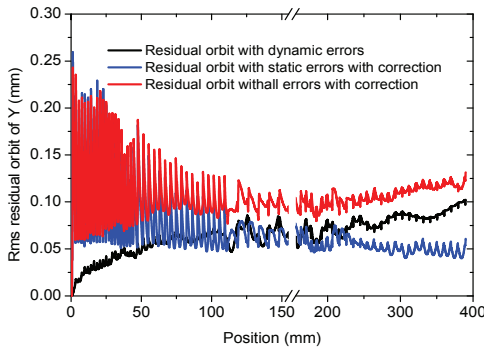 0.30
0.25
0.20
0.15
0.10
0.05
0.00
Rms residual orbit of Y (mm)
Residual orbit with dynamic errors
Residual orbit with static errors with correction
Residual orbit withall errors with correction
0 50 100 150 200 300 400
Position (mm)